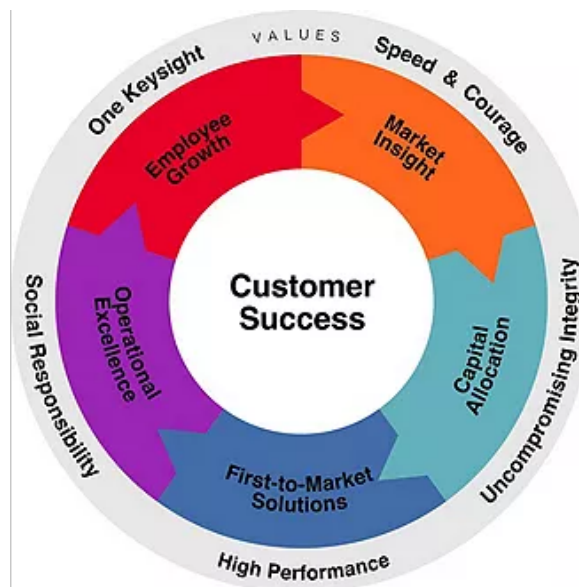 VALUES
One Keysight
Speed & Courage
Uncompromising Integrity
High Performance
Social Responsibility
Employee
Growth
Market
Insight
Capital
Allocation
First-to-Market
Solutions
Operational
Excellence
Customer
Success